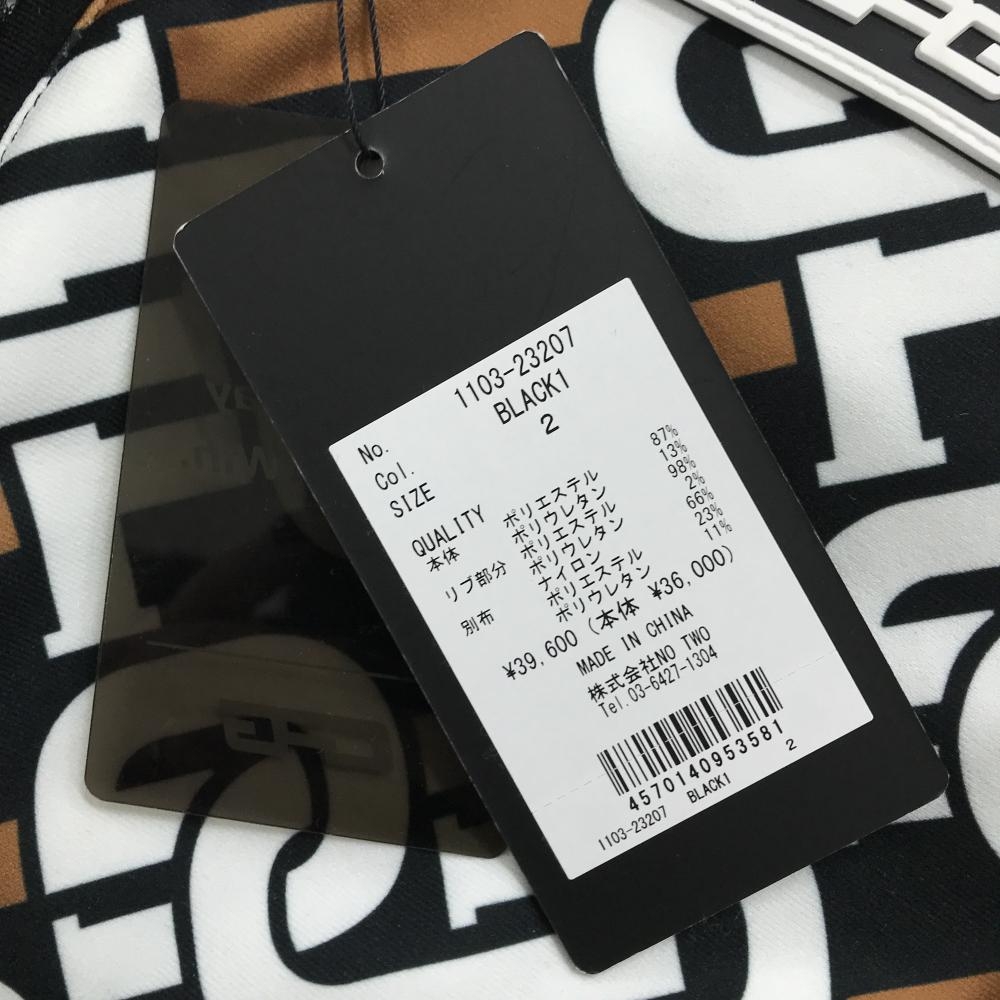 No. 1103-23207
Col. BLACK1
SIZE 2
QUALITY
本体 ポリエステル 87%
ポリウレタン 13%
リブ部分 ポリエステル 98%
ポリウレタン 2%
別布 ナイロン 66%
ポリエステル 23%
ポリウレタン 11%
¥39,600 (本体 ¥36,000)
MADE IN CHINA
株式会社NO TWO
Tel.03-6427-1304
4570140953581
1103-23207 BLACK1 2